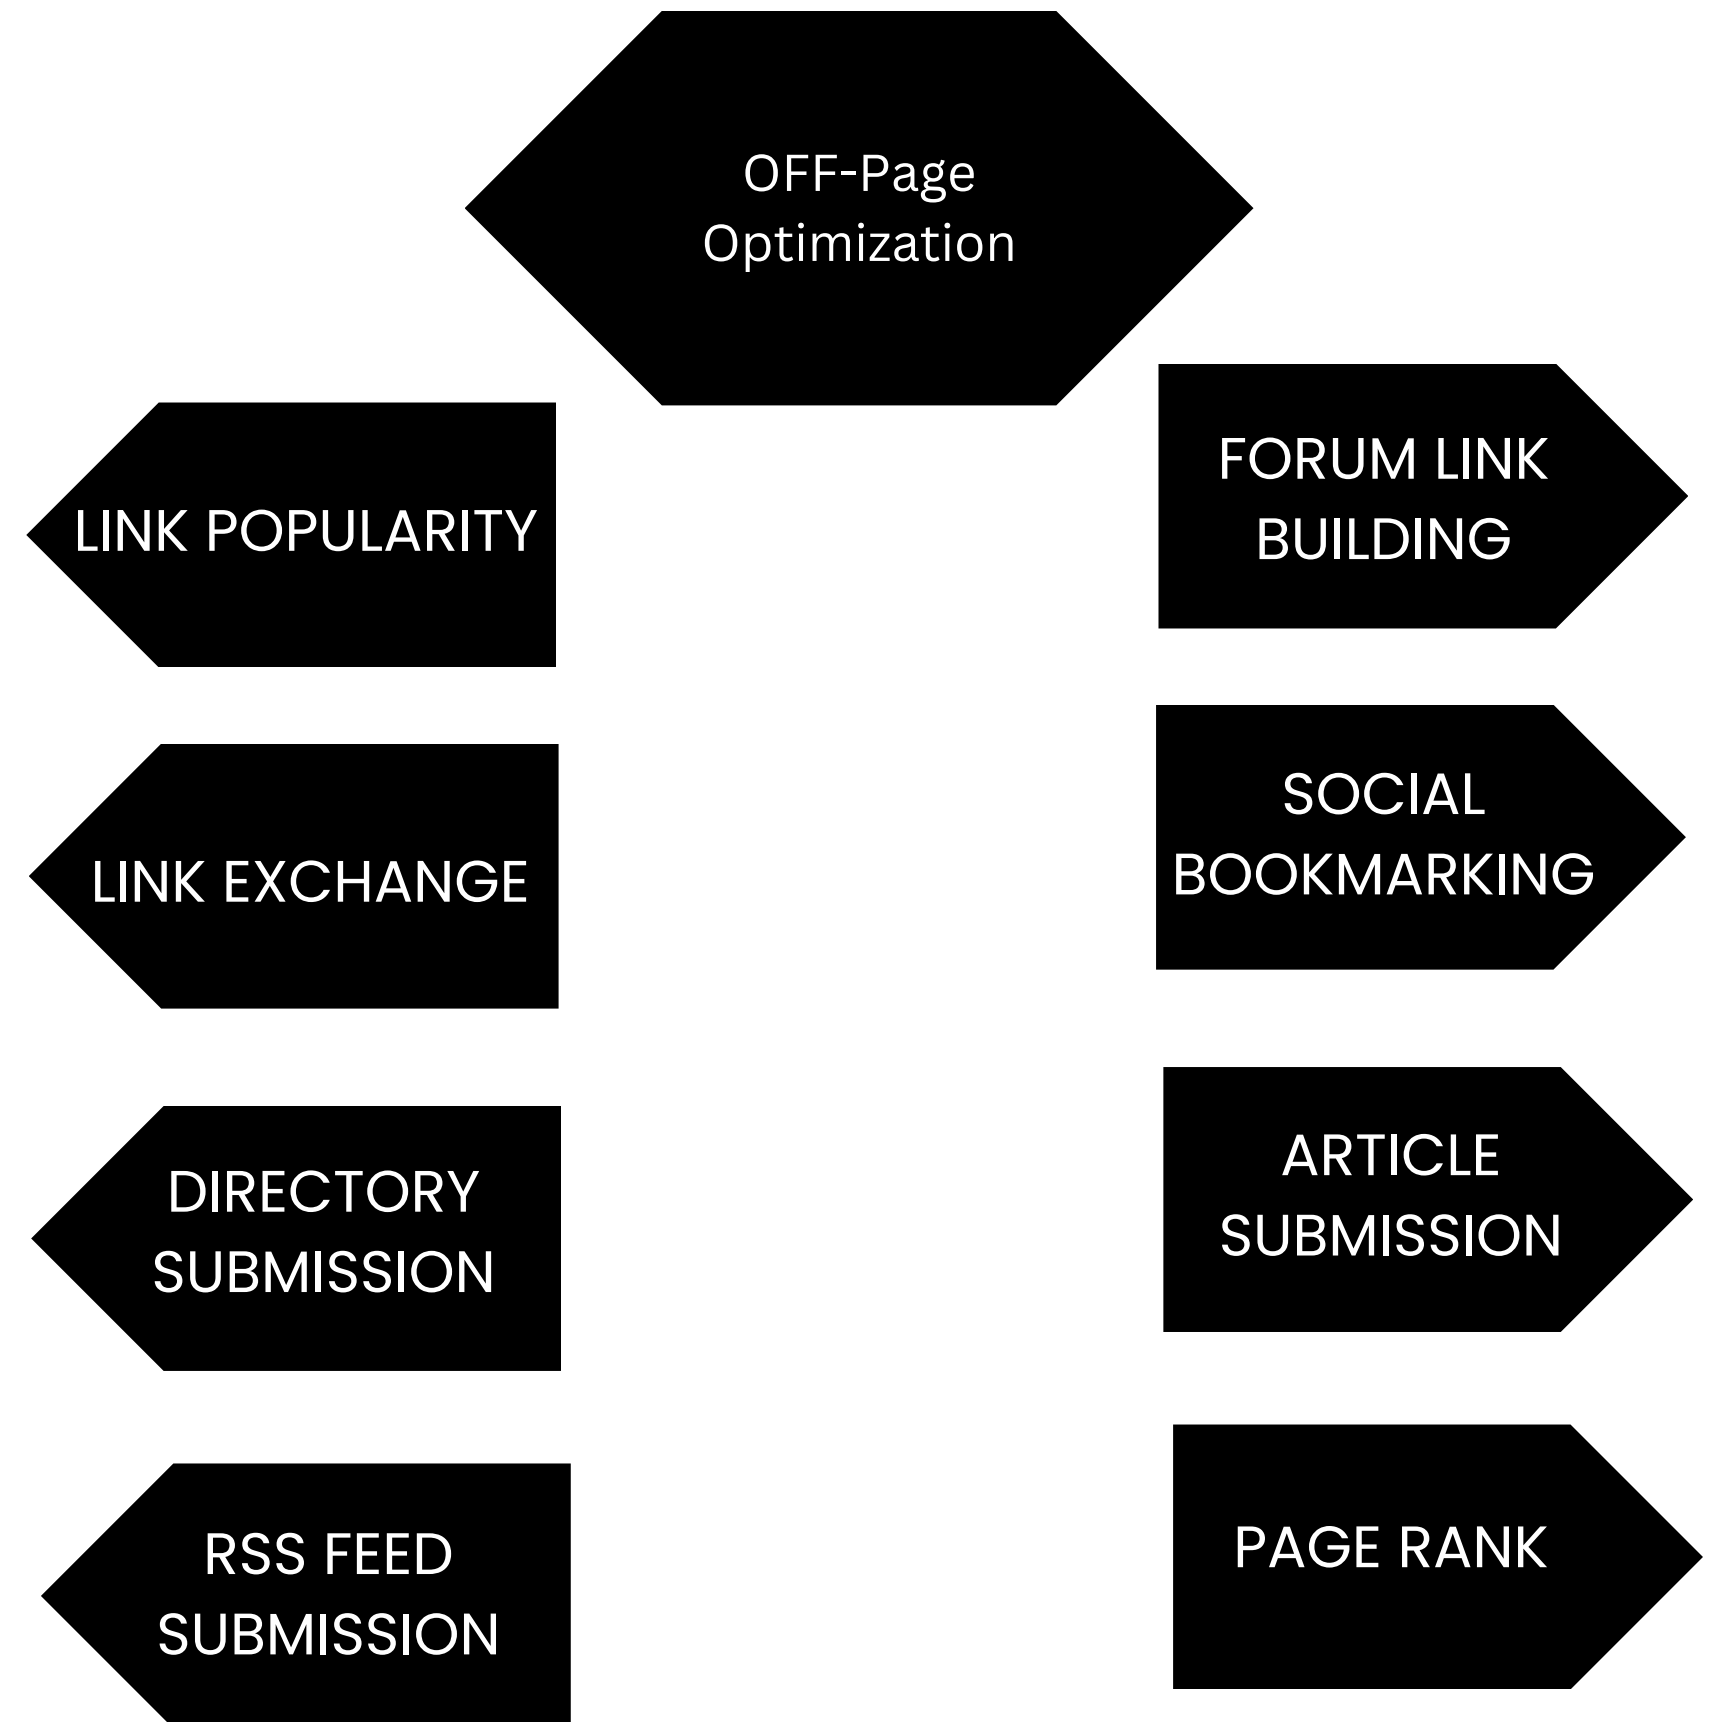 OFF-Page
Optimization
LINK POPULARITY
FORUM LINK
BUILDING
LINK EXCHANGE
SOCIAL
BOOKMARKING
DIRECTORY
SUBMISSION
ARTICLE
SUBMISSION
RSS FEED
SUBMISSION
PAGE RANK